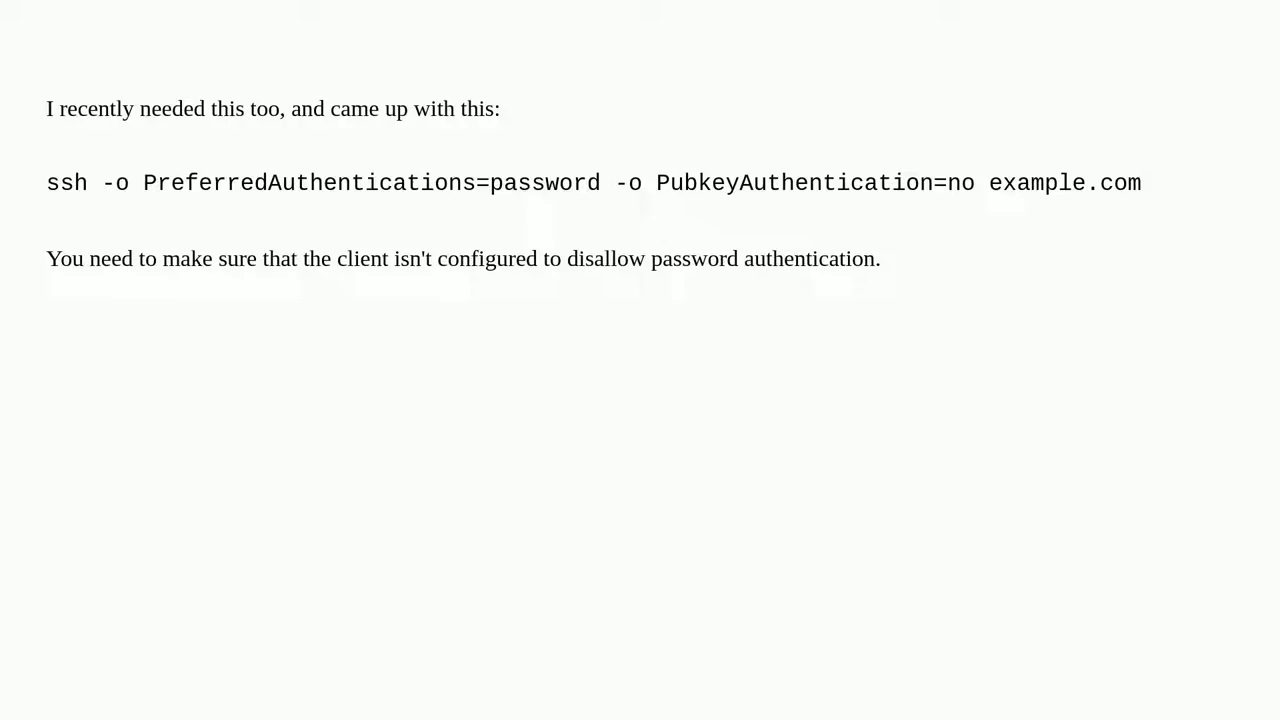 I recently needed this too, and came up with this:
ssh -o PreferredAuthentications=password -o PubkeyAuthentication=no example.com
You need to make sure that the client isn't configured to disallow password authentication.